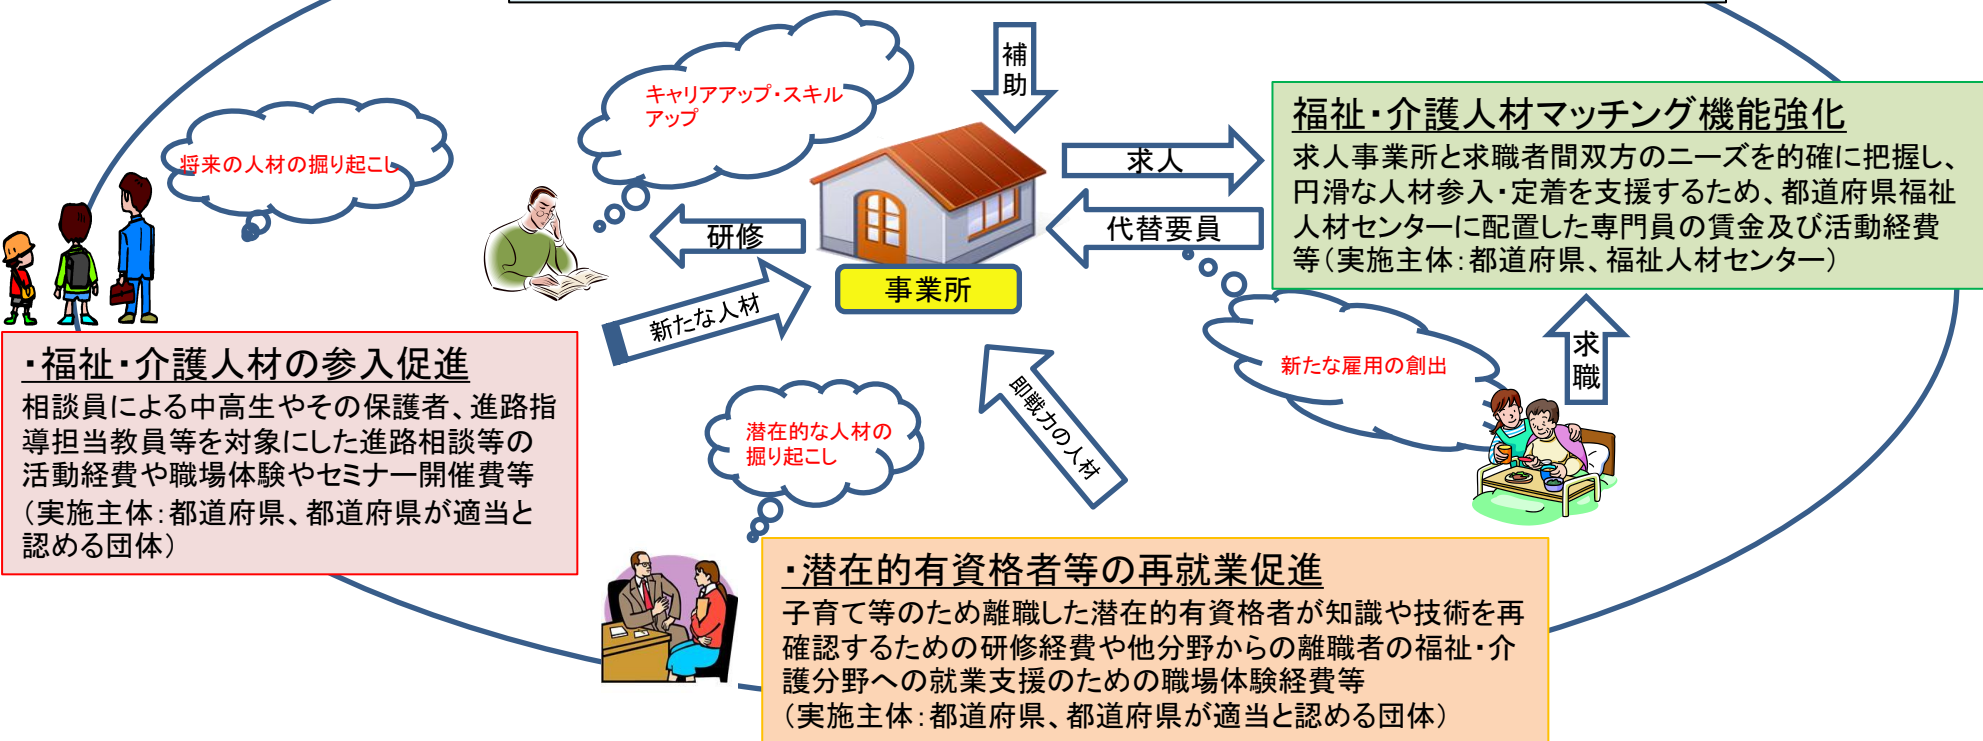 補助
キャリアアップ・スキル
アップ
将来の人材の掘り起こし
求人
代替要員
研修
事業所
新たな人材
福祉・介護人材マッチング機能強化
求人事業所と求職者間双方のニーズを的確に把握し、
円滑な人材参入・定着を支援するため、都道府県福祉
人材センターに配置した専門員の賃金及び活動経費
等（実施主体：都道府県、福祉人材センター）
求職
新たな雇用の創出
即戦力の人材
潜在的な人材の
掘り起こし
・福祉・介護人材の参入促進
相談員による中高生やその保護者、進路指
導担当教員等を対象にした進路相談等の
活動経費や職場体験やセミナー開催費等
（実施主体：都道府県、都道府県が適当と
認める団体）
・潜在的有資格者等の再就業促進
子育て等のため離職した潜在的有資格者が知識や技術を再
確認するための研修経費や他分野からの離職者の福祉・介
護分野への就業支援のための職場体験経費等
（実施主体：都道府県、都道府県が適当と認める団体）